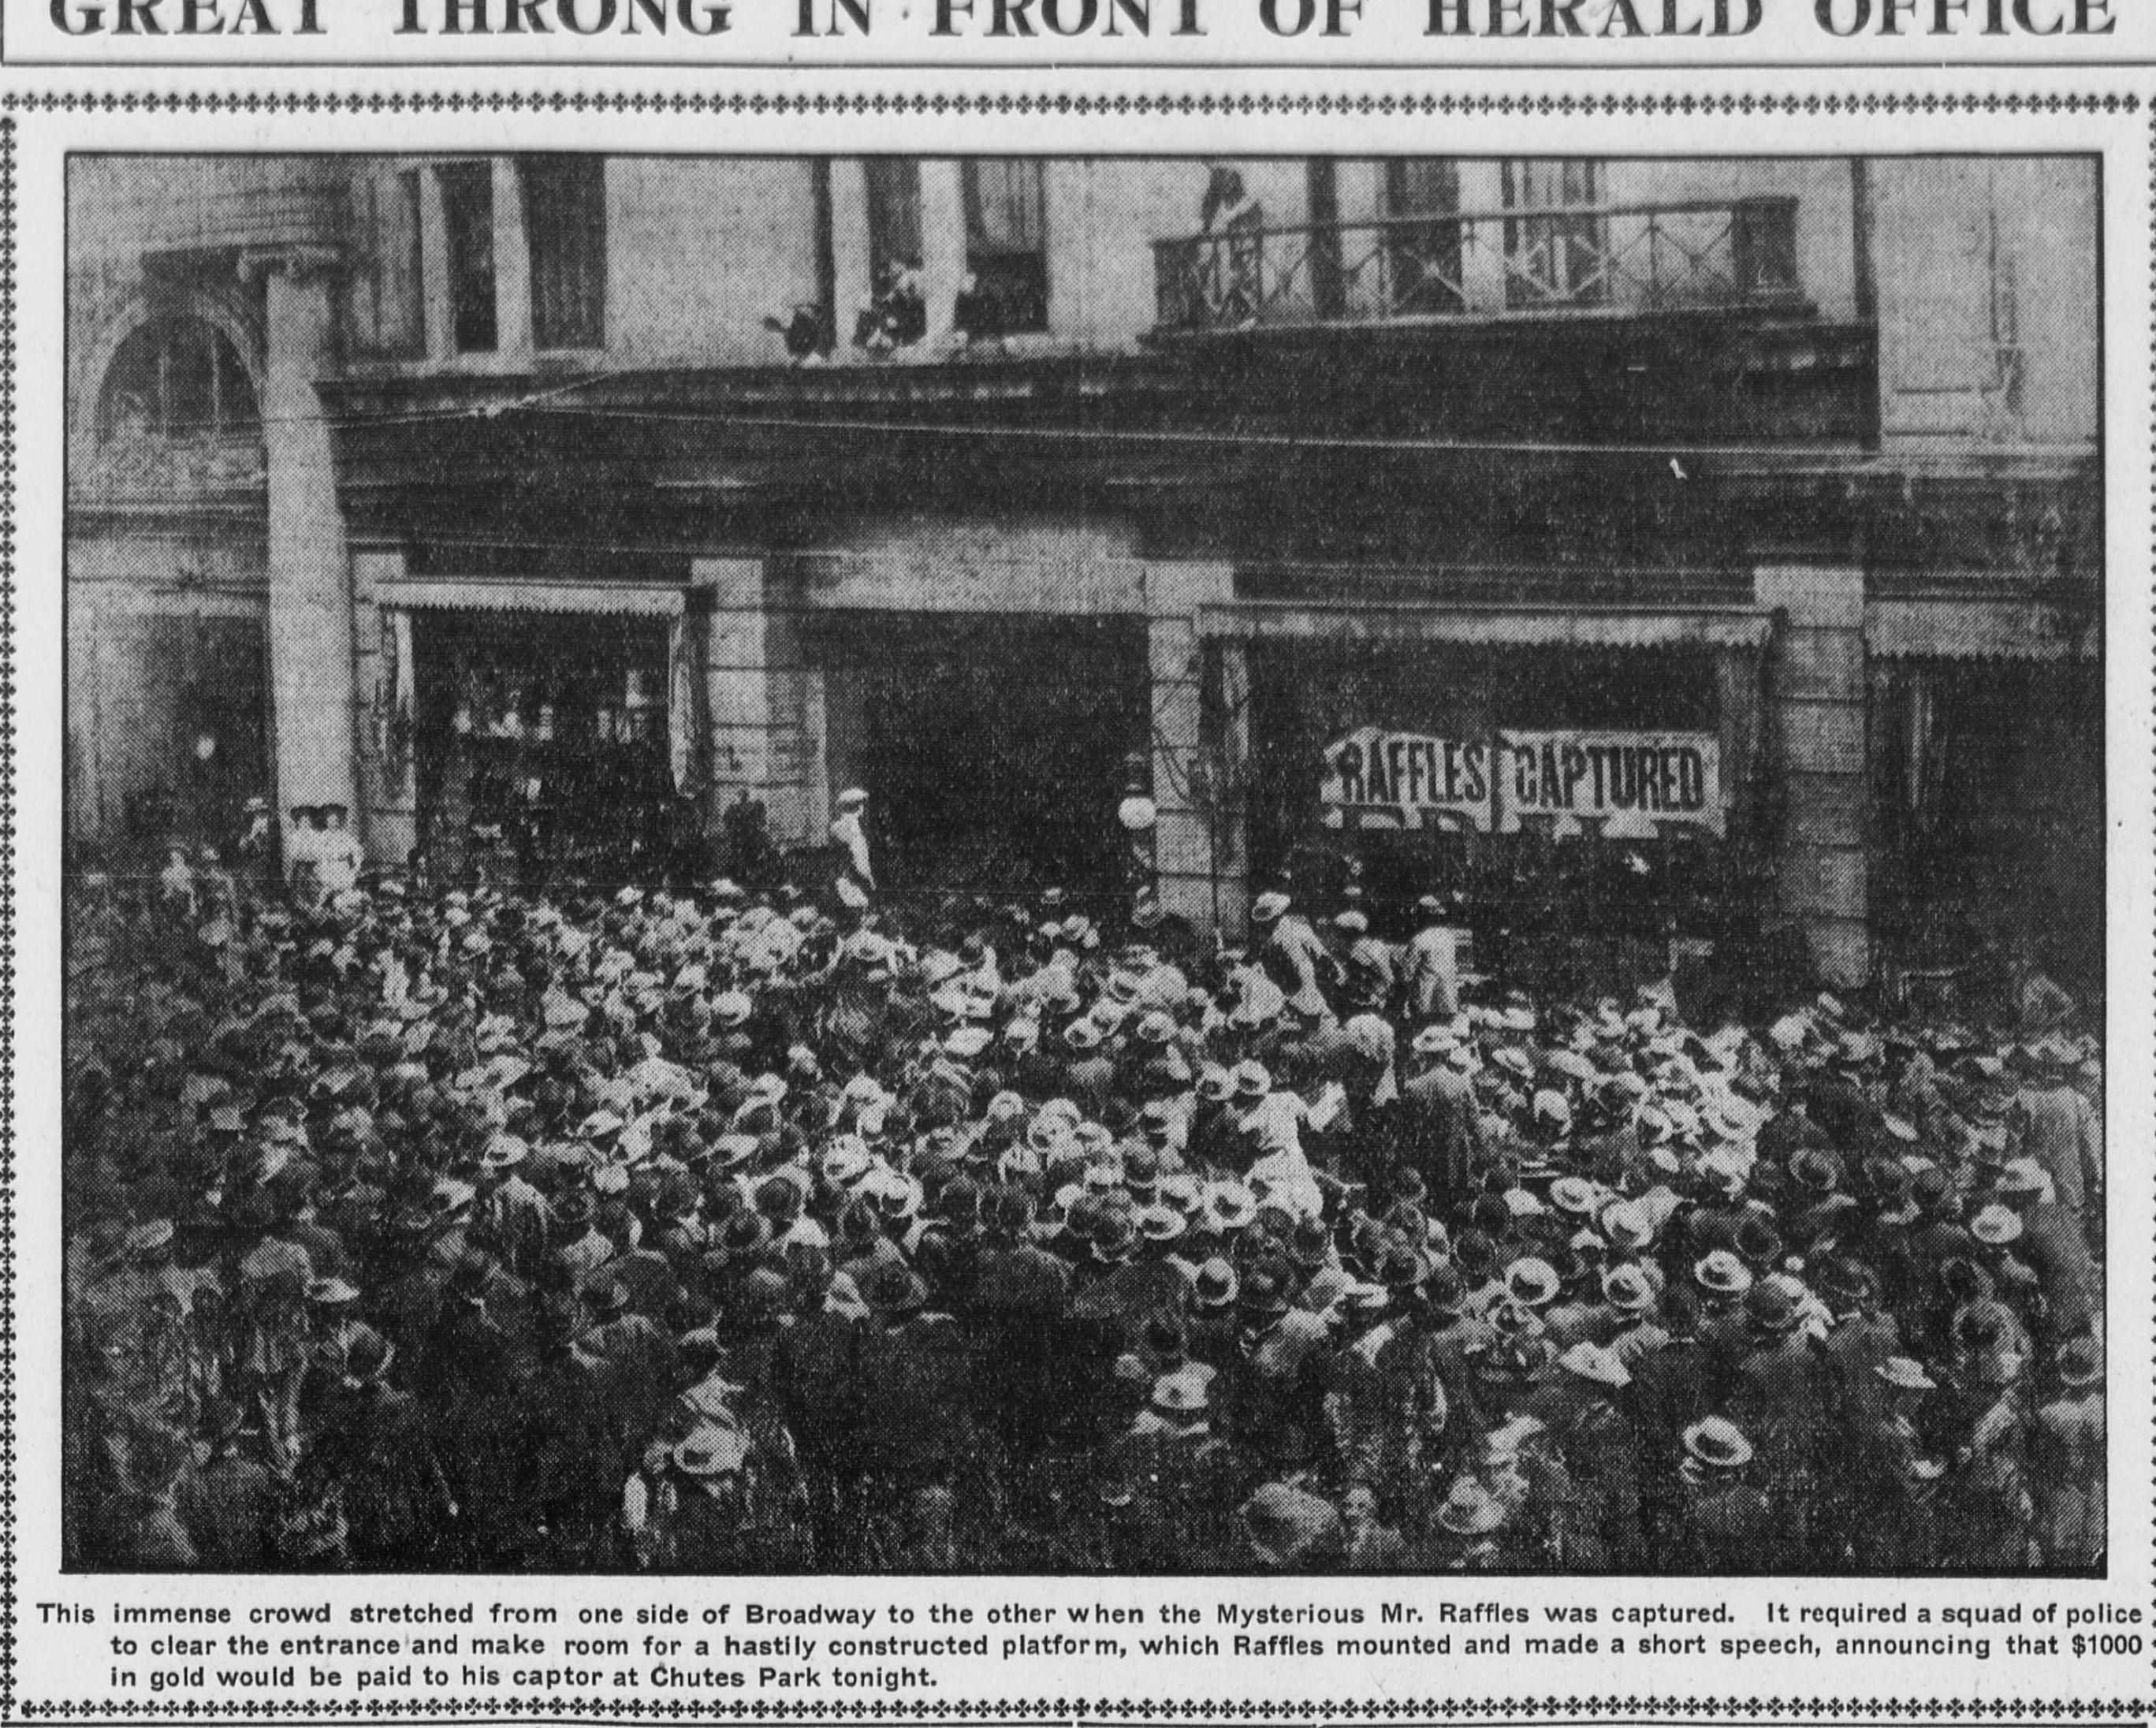 GREAT THRONG IN FRONT OF HERALD OFFICE
RAFFLES CAPTURED
This immense crowd stretched from one side of Broadway to the other when the Mysterious Mr. Raffles was captured. It required a squad of police
to clear the entrance and make room for a hastily constructed platform, which Raffles mounted and made a short speech, announcing that $1000
in gold would be paid to his captor at Chutes Park tonight.